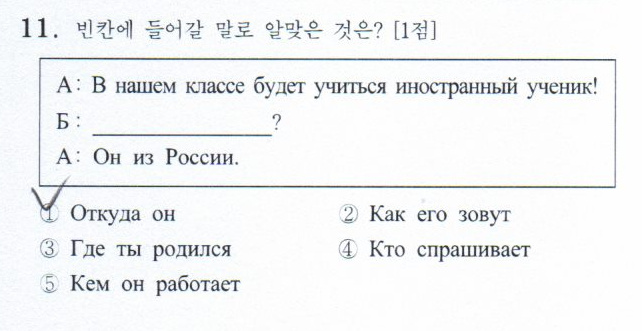 11. 빈칸에 들어갈 말로 알맞은 것은? [1점]
А: В нашем классе будет учиться иностранный ученик!
Б: ________________?
А: Он из России.
① Откуда он ② Как его зовут
③ Где ты родился ④ Кто спрашивает
⑤ Кем он работает